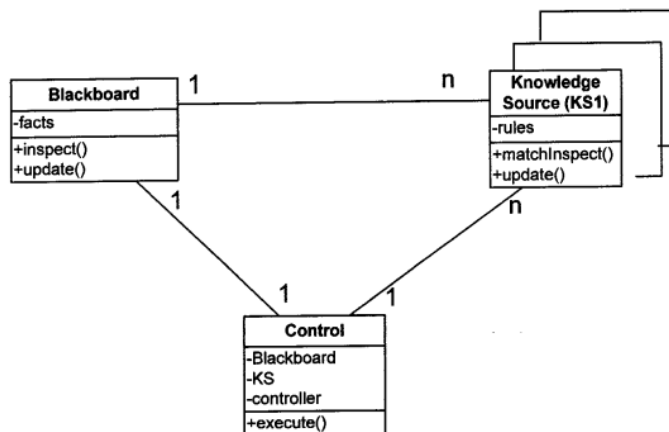 Blackboard
-facts
+inspect()
+update()
1
n
Knowledge
Source (KS1)
-rules
+matchInspect()
+update()
1
n
1
1
Control
-Blackboard
-KS
-controller
+execute()